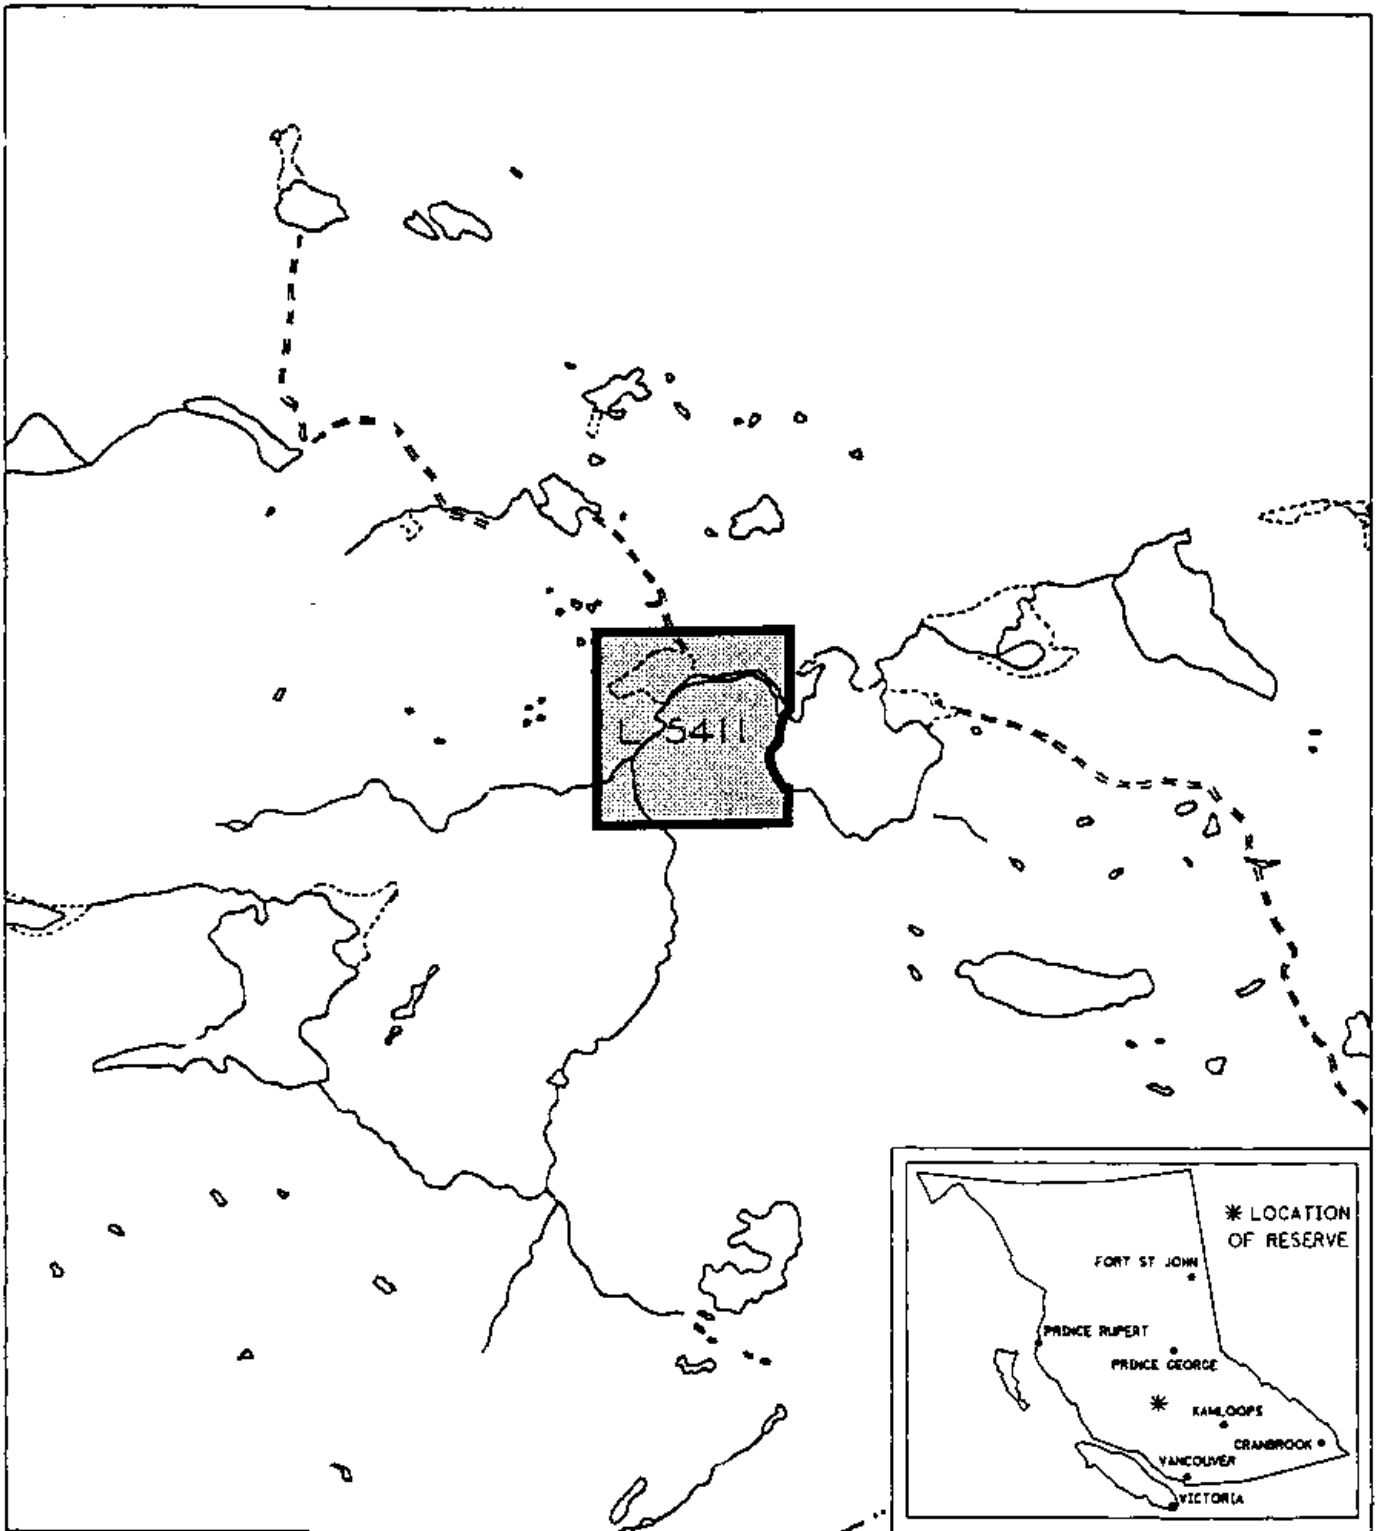 L 5411
* LOCATION
OF RESERVE
FORT ST JOHN
PRINCE RUPERT
PRINCE GEORGE
KAMLOOPS
CRANBROOK
VANCOUVER
VICTORIA